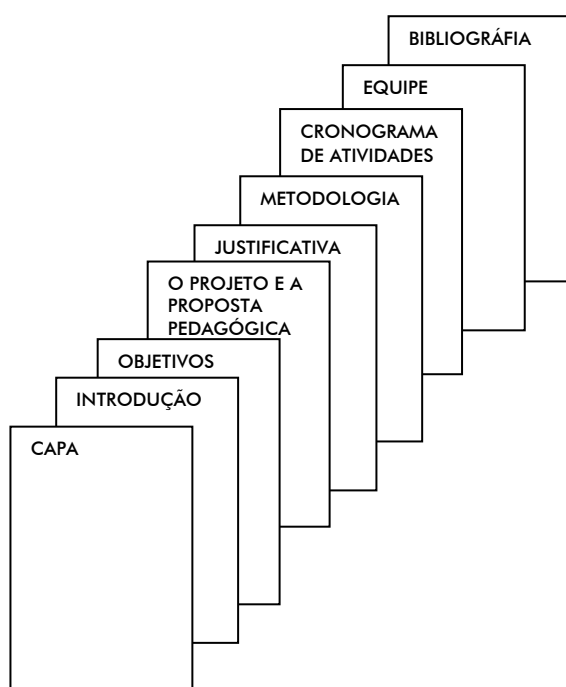 BIBLIOGRÁFIA
EQUIPE
CRONOGRAMA
DE ATIVIDADES
METODOLOGIA
JUSTIFICATIVA
O PROJETO E A
PROPOSTA
PEDAGÓGICA
OBJETIVOS
INTRODUÇÃO
CAPA